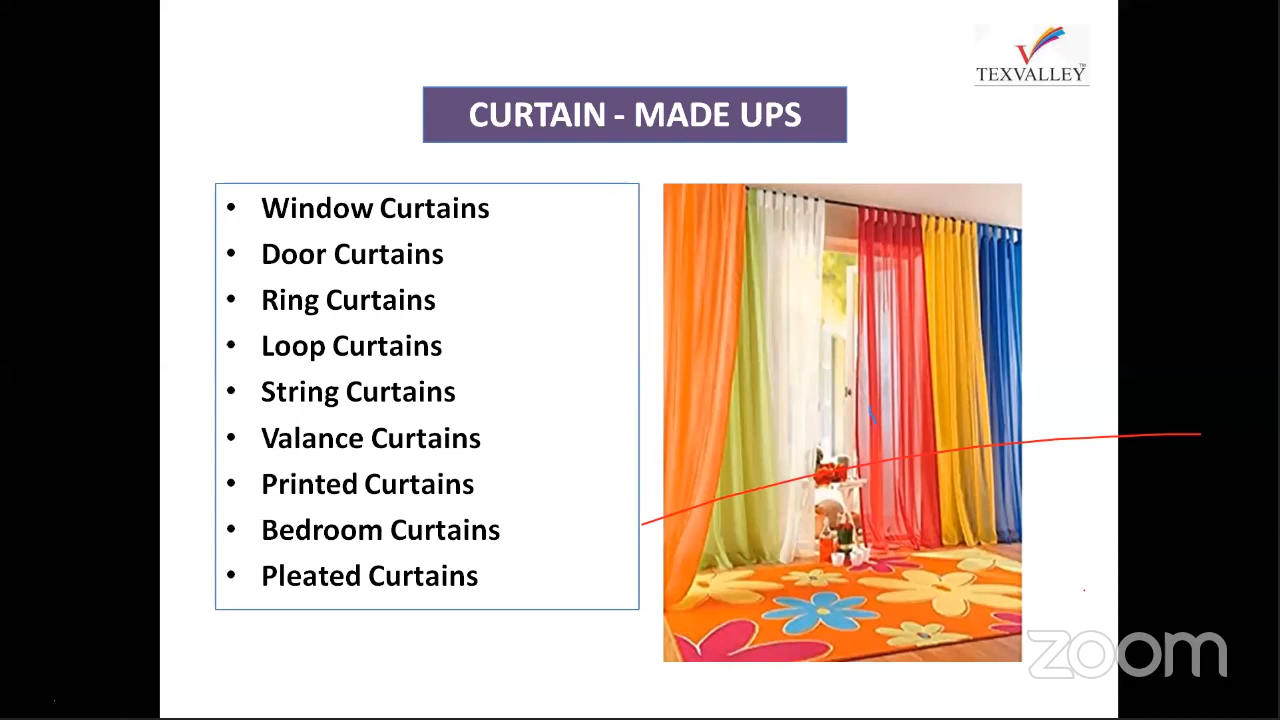 TEXVALLEY™
CURTAIN - MADE UPS
• Window Curtains
• Door Curtains
• Ring Curtains
• Loop Curtains
• String Curtains
• Valance Curtains
• Printed Curtains
• Bedroom Curtains
• Pleated Curtains
zoom